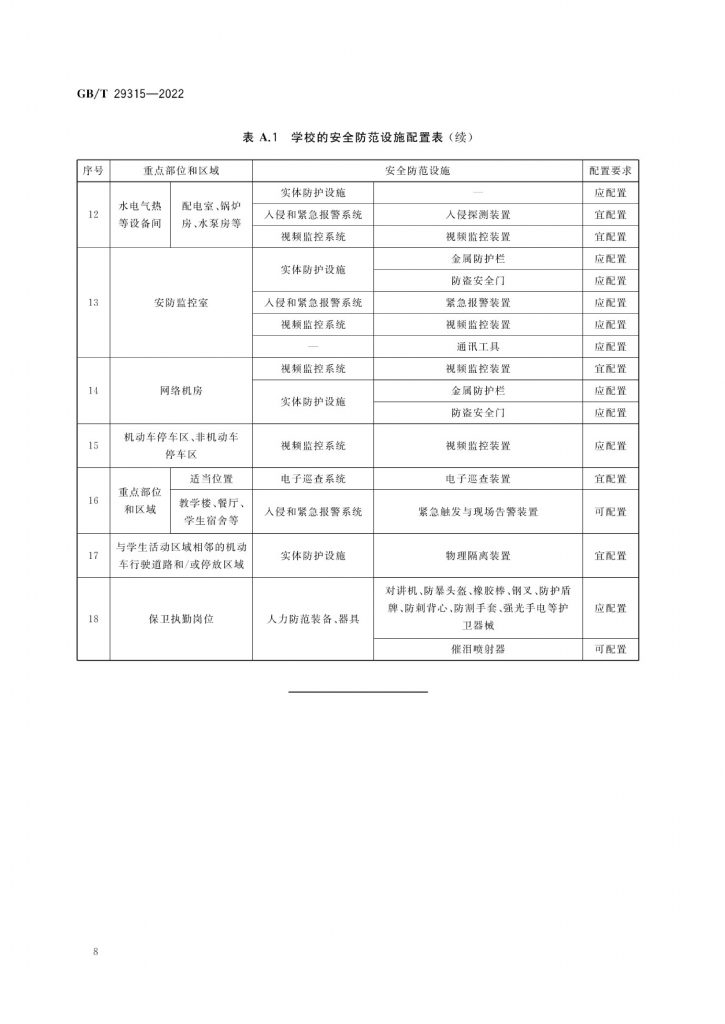 GB/T 29315—2022
表 A.1 学校的安全防范设施配置表(续)
序号 重点部位和区域 安全防范设施 配置要求
12 水电气热等设备间 配电室、锅炉房、水泵房等 实体防护设施 — 应配置
入侵和紧急报警系统 入侵探测装置 宜配置
视频监控系统 视频监控装置 宜配置
13 安防监控室 实体防护设施 金属防护栏 应配置
防盗安全门 应配置
入侵和紧急报警系统 紧急报警装置 应配置
视频监控系统 视频监控装置 应配置
— 通讯工具 应配置
14 网络机房 视频监控系统 视频监控装置 宜配置
实体防护设施 金属防护栏 应配置
防盗安全门 应配置
15 机动车停车区、非机动车
停车区 视频监控系统 视频监控装置 应配置
16 重点部位
和区域 适当位置 电子巡查系统 电子巡查装置 宜配置
教学楼、餐厅、
学生宿舍等 入侵和紧急报警系统 紧急触发与现场告警装置 可配置
17 与学生活动区域相邻的机动
车行驶道路和/或停放区域 实体防护设施 物理隔离装置 宜配置
18 保卫执勤岗位 人力防范装备、器具 对讲机、防暴头盔、橡胶棒、钢叉、防护盾
牌、防刺背心、防割手套、强光手电等护
卫器械 应配置
催泪喷射器 可配置
8